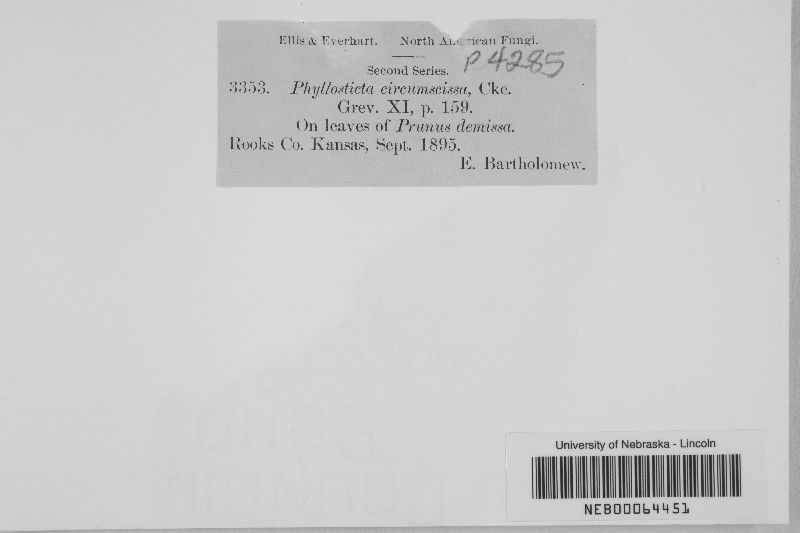 Ellis & Everhart. North American Fungi.
P 4285
Second Series.
3353. Phyllosticta circumscissa, Cke.
Grev. XI, p. 159.
On leaves of Prunus demissa.
Rooks Co. Kansas, Sept. 1895.
E. Bartholomew.
University of Nebraska - Lincoln
NEB00064451